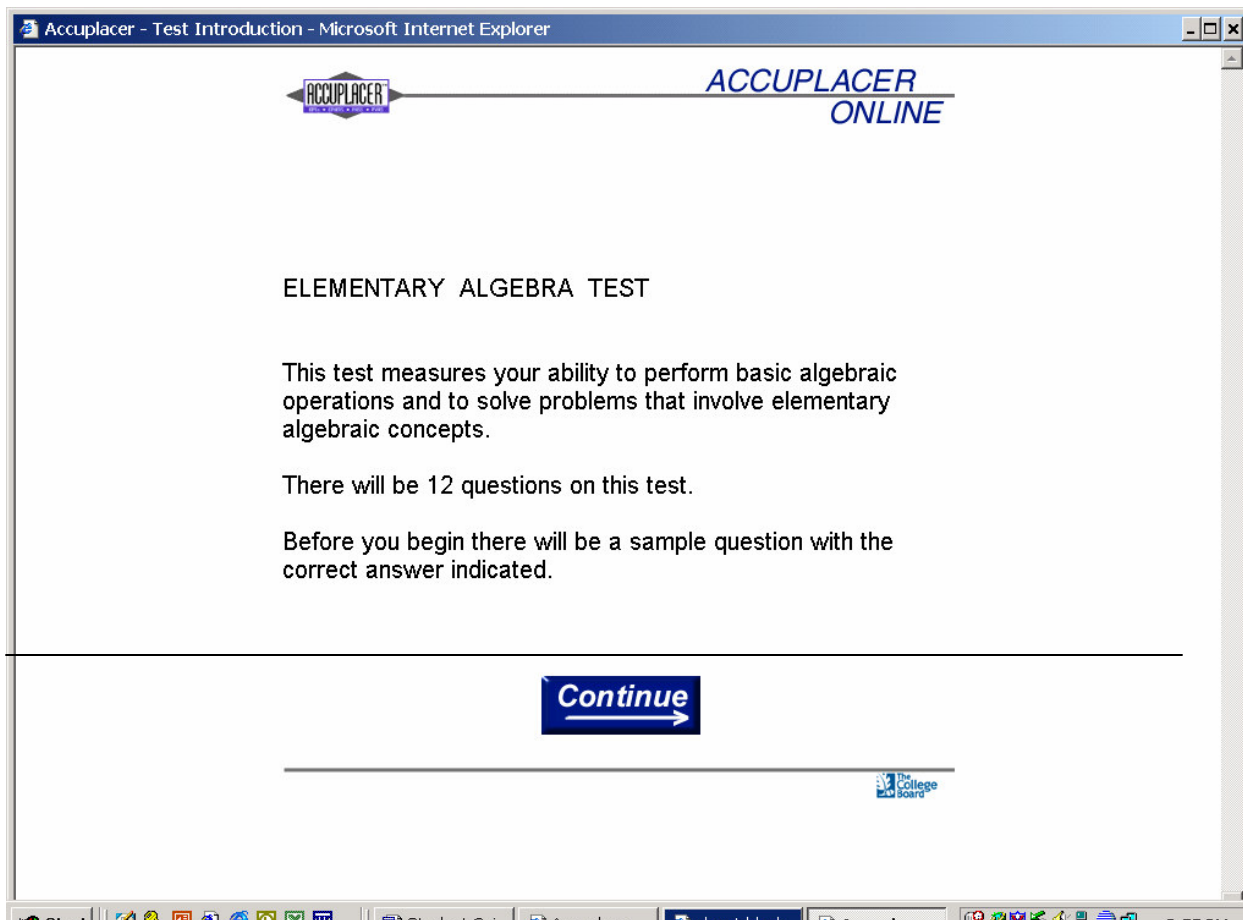 Accuplacer - Test Introduction - Microsoft Internet Explorer
ACCUPLACER
ACCUPLACER
ONLINE
ELEMENTARY ALGEBRA TEST
This test measures your ability to perform basic algebraic
operations and to solve problems that involve elementary
algebraic concepts.
There will be 12 questions on this test.
Before you begin there will be a sample question with the
correct answer indicated.
Continue
The
College
Board